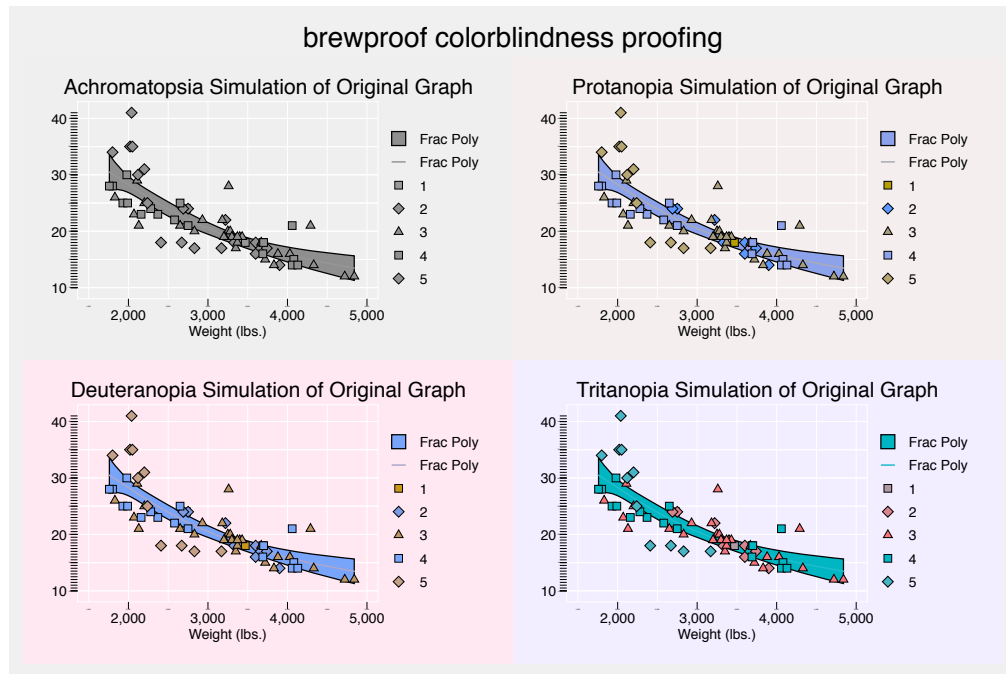 brewproof colorblindness proofing
Achromatopsia Simulation of Original Graph
40
30
20
10
2,000 3,000 4,000 5,000
Weight (lbs.)
Frac Poly
Frac Poly
1
2
3
4
5
Protanopia Simulation of Original Graph
40
30
20
10
2,000 3,000 4,000 5,000
Weight (lbs.)
Frac Poly
Frac Poly
1
2
3
4
5
Deuteranopia Simulation of Original Graph
40
30
20
10
2,000 3,000 4,000 5,000
Weight (lbs.)
Frac Poly
Frac Poly
1
2
3
4
5
Tritanopia Simulation of Original Graph
40
30
20
10
2,000 3,000 4,000 5,000
Weight (lbs.)
Frac Poly
Frac Poly
1
2
3
4
5